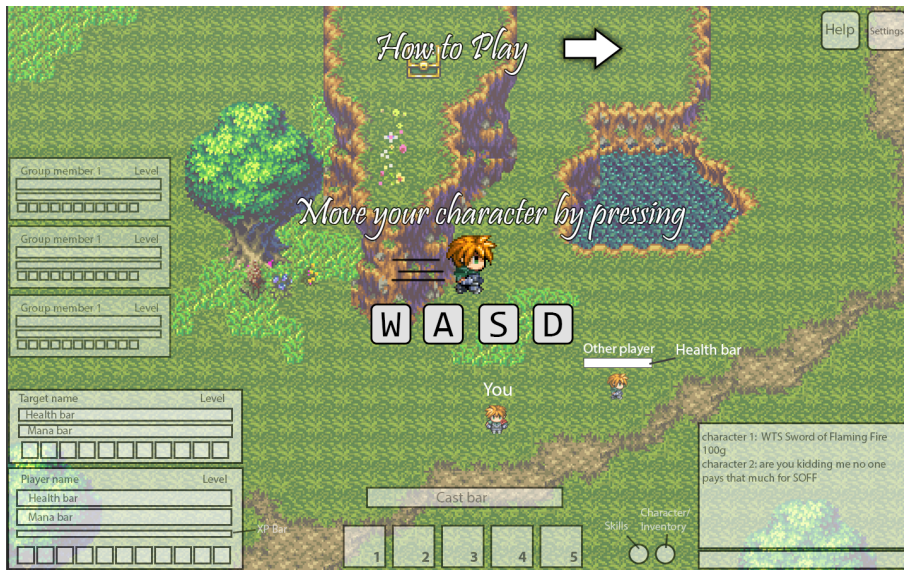 How to Play
Help
Settings
Group member 1 Level
Move your character by pressing
Group member 1 Level
Group member 1 Level
W A S D
Other player
Health bar
You
Target name Level
Health bar
Mana bar
character 1: WTS Sword of Flaming Fire
100g
character 2: are you kidding me no one
pays that much for SOFF
Player name Level
Health bar
Mana bar
XP Bar
Cast bar
Skills
Character/
Inventory
1 2 3 4 5